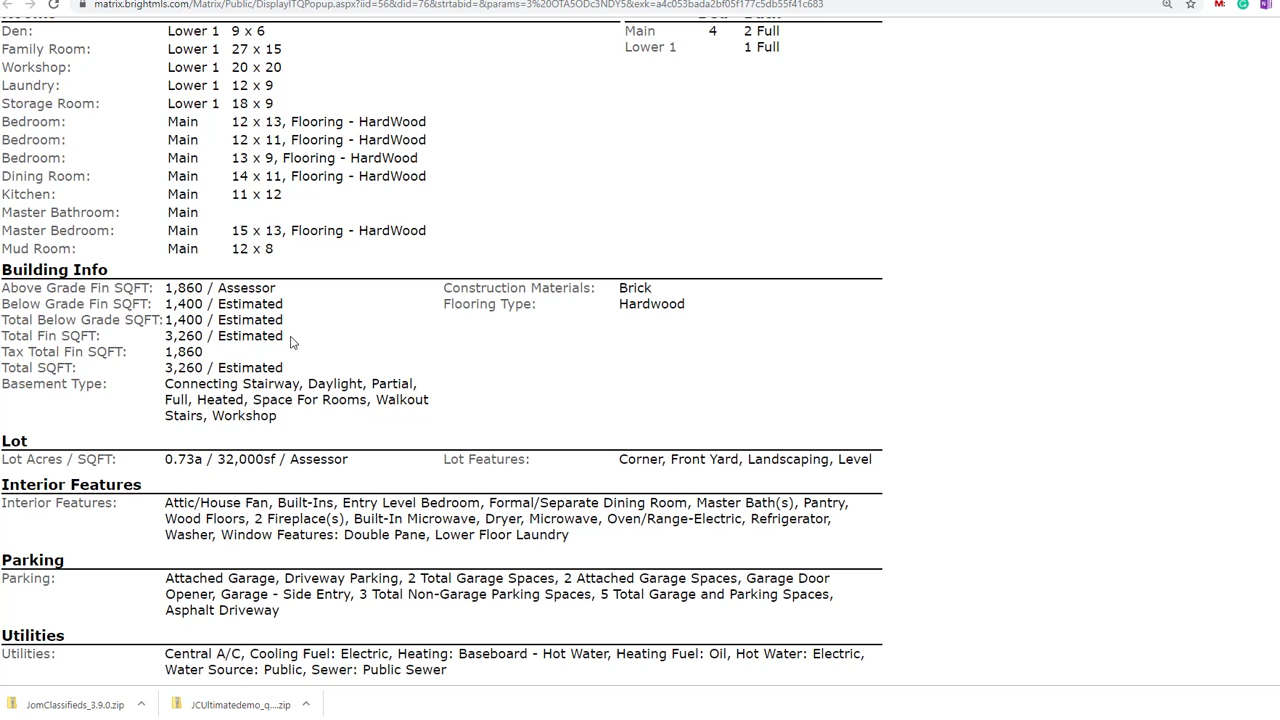 matrix.brightmls.com/Matrix/Public/DisplayITQPopup.aspx?iid=56&did=76&strtabid=&params=3%20OTA5ODc3NDY5&exk=a4c053bada2bf05f177c5db55f41c683
Den: Lower 1 9 x 6 Main 4 2 Full
Family Room: Lower 1 27 x 15 Lower 1 1 Full
Workshop: Lower 1 20 x 20
Laundry: Lower 1 12 x 9
Storage Room: Lower 1 18 x 9
Bedroom: Main 12 x 13, Flooring - HardWood
Bedroom: Main 12 x 11, Flooring - HardWood
Bedroom: Main 13 x 9, Flooring - HardWood
Dining Room: Main 14 x 11, Flooring - HardWood
Kitchen: Main 11 x 12
Master Bathroom: Main
Master Bedroom: Main 15 x 13, Flooring - HardWood
Mud Room: Main 12 x 8
Building Info
Above Grade Fin SQFT: 1,860 / Assessor Construction Materials: Brick
Below Grade Fin SQFT: 1,400 / Estimated Flooring Type: Hardwood
Total Below Grade SQFT: 1,400 / Estimated
Total Fin SQFT: 3,260 / Estimated
Tax Total Fin SQFT: 1,860
Total SQFT: 3,260 / Estimated
Basement Type: Connecting Stairway, Daylight, Partial,
Full, Heated, Space For Rooms, Walkout
Stairs, Workshop
Lot
Lot Acres / SQFT: 0.73a / 32,000sf / Assessor Lot Features: Corner, Front Yard, Landscaping, Level
Interior Features
Interior Features: Attic/House Fan, Built-Ins, Entry Level Bedroom, Formal/Separate Dining Room, Master Bath(s), Pantry,
Wood Floors, 2 Fireplace(s), Built-In Microwave, Dryer, Microwave, Oven/Range-Electric, Refrigerator,
Washer, Window Features: Double Pane, Lower Floor Laundry
Parking
Parking: Attached Garage, Driveway Parking, 2 Total Garage Spaces, 2 Attached Garage Spaces, Garage Door
Opener, Garage - Side Entry, 3 Total Non-Garage Parking Spaces, 5 Total Garage and Parking Spaces,
Asphalt Driveway
Utilities
Utilities: Central A/C, Cooling Fuel: Electric, Heating: Baseboard - Hot Water, Heating Fuel: Oil, Hot Water: Electric,
Water Source: Public, Sewer: Public Sewer
JomClassifieds_3.9.0.zip JCUltimatedemo_q....zip